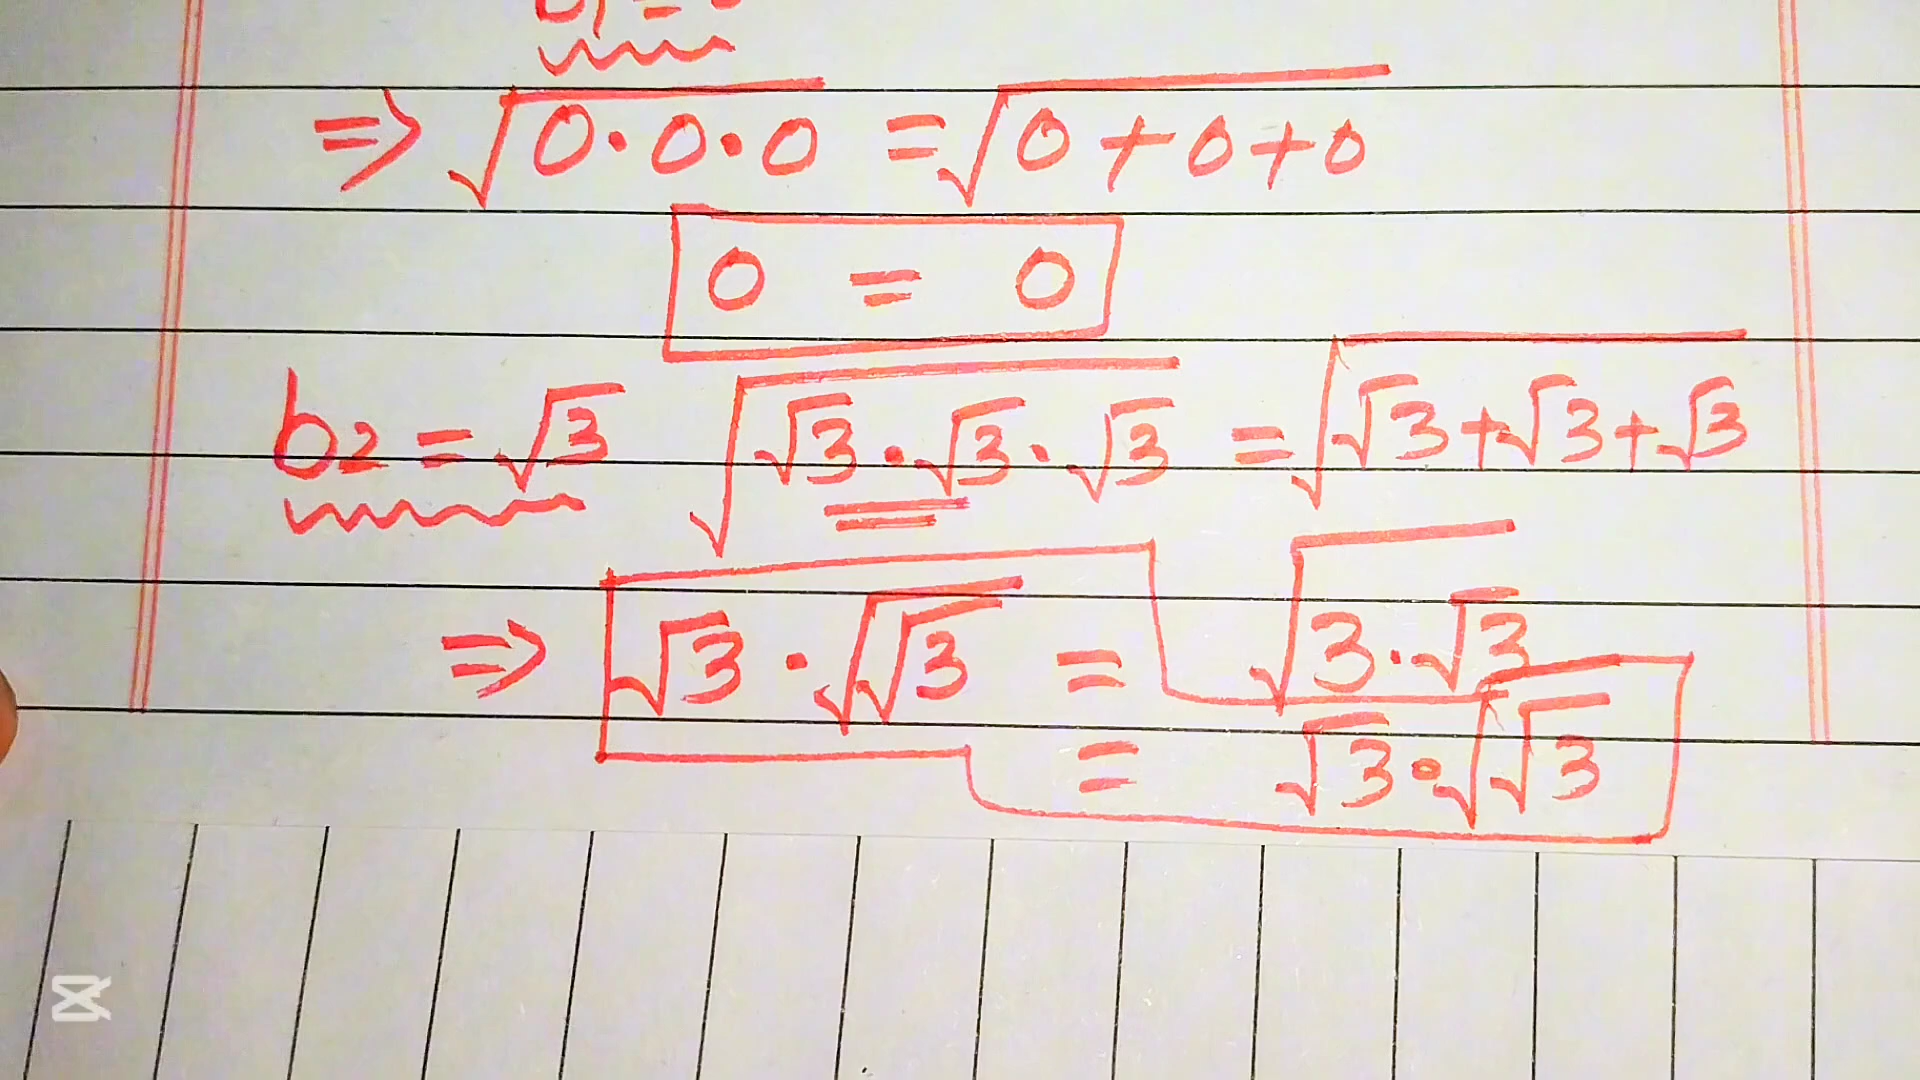 => √(0·0·0) = √(0+0+0)
0 = 0
b2 = √3 √(√3·√3·√3) = √(√3+√3+√3)
=> √3·√(√3) = √(3·√3)
= √3·√(√3)